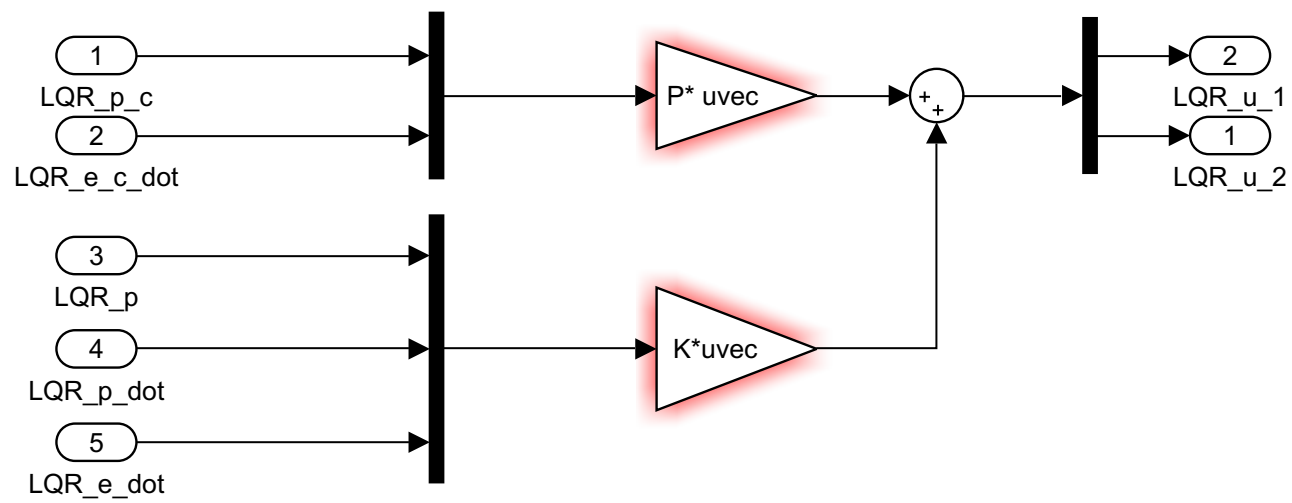 1
LQR_p_c
2
LQR_e_c_dot
P* uvec
+
+
2
LQR_u_1
1
LQR_u_2
3
LQR_p
4
LQR_p_dot
5
LQR_e_dot
K*uvec